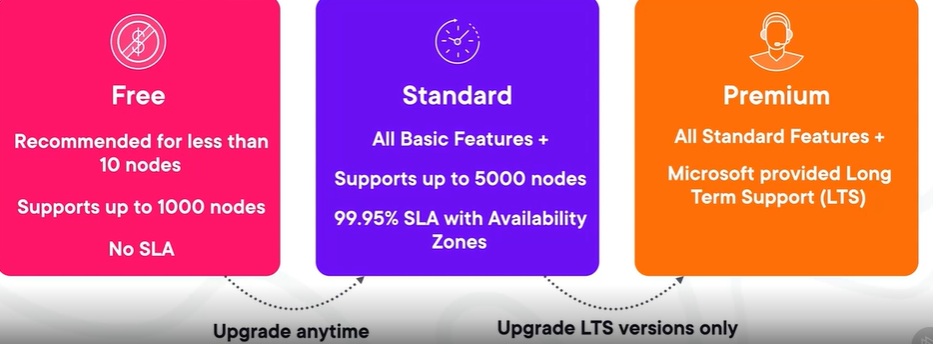 Free
Recommended for less than
10 nodes
Supports up to 1000 nodes
No SLA
Standard
All Basic Features +
Supports up to 5000 nodes
99.95% SLA with Availability
Zones
Premium
All Standard Features +
Microsoft provided Long
Term Support (LTS)
Upgrade anytime
Upgrade LTS versions only